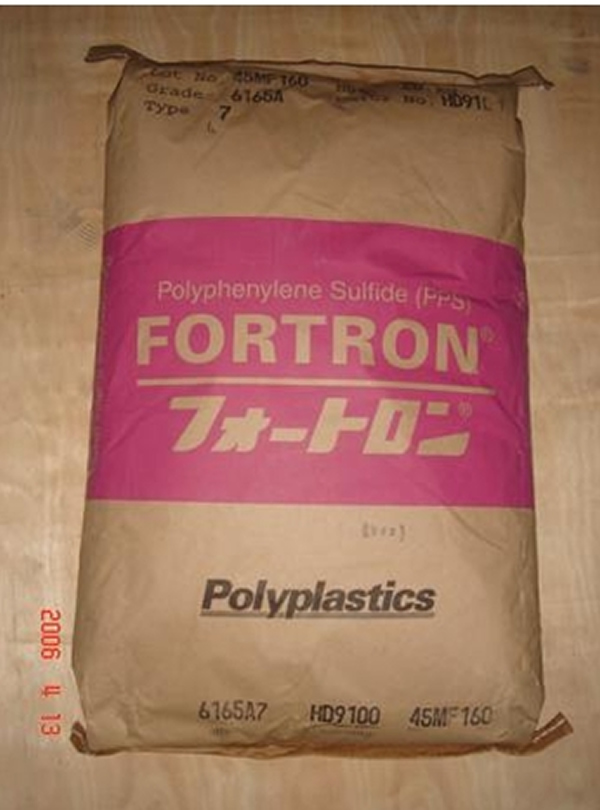 Lot No 45MF160
Grade 6165A No. HD91
Type 7
Polyphenylene Sulfide (PPS)
FORTRON®
フォートロン®
Polyplastics
6165A7 HD9100 45MF160
2006 4 13